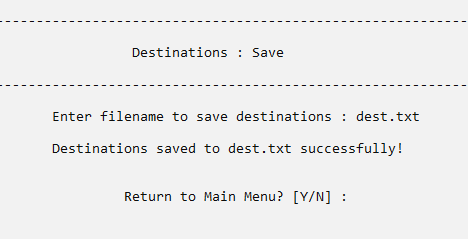 -----------------------------------------------------------
Destinations : Save
-----------------------------------------------------------
Enter filename to save destinations : dest.txt
Destinations saved to dest.txt successfully!
Return to Main Menu? [Y/N] :